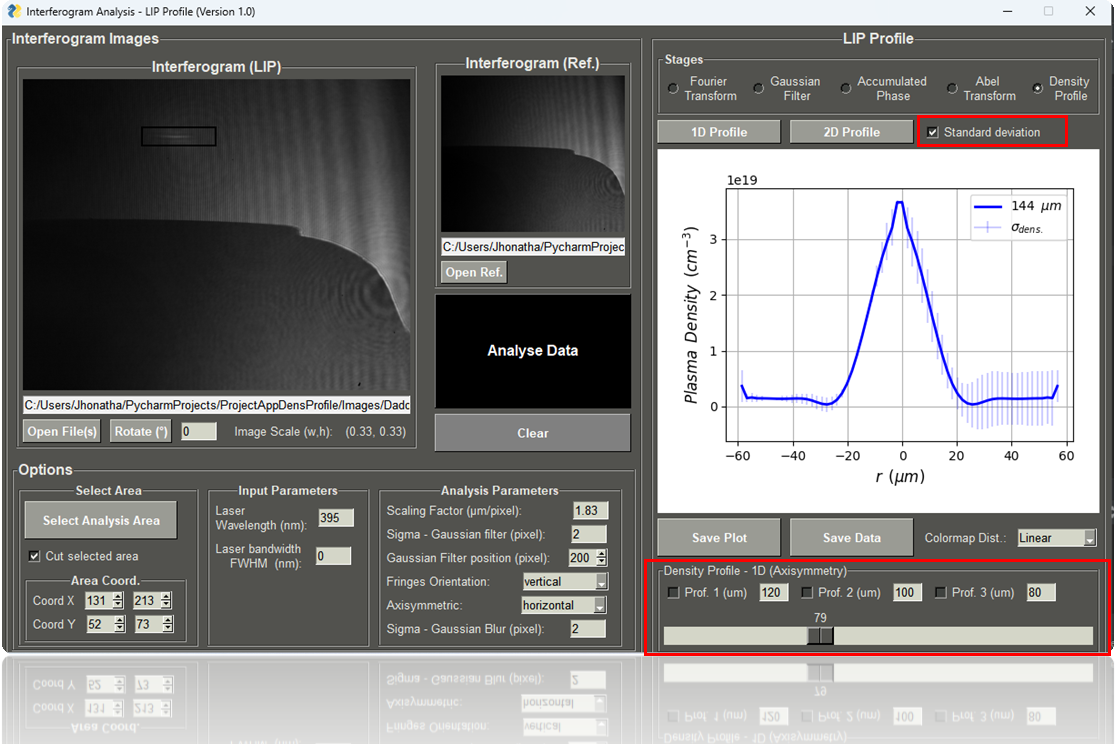 Interferogram Analysis - LIP Profile (Version 1.0)
Interferogram Images
Interferogram (LIP)
C:/Users/Jhonatha/PycharmProjects/ProjectAppDensProfile/Images/Dadc
Open File(s)
Rotate (°)
0
Image Scale (w,h): (0.33, 0.33)
Interferogram (Ref.)
C:/Users/Jhonatha/PycharmProjec
Open Ref.
Analyse Data
Clear
Options
Select Area
Select Analysis Area
Cut selected area
Area Coord.
Coord X 131 213
Coord Y 52 73
Input Parameters
Laser
Wavelength (nm): 395
Laser bandwidth
FWHM (nm): 0
Analysis Parameters
Scaling Factor (μm/pixel): 1.83
Sigma - Gaussian filter (pixel): 2
Gaussian Filter position (pixel): 200
Fringes Orientation: vertical
Axisymmetric: horizontal
Sigma - Gaussian Blur (pixel): 2
LIP Profile
Stages
Fourier
Transform
Gaussian
Filter
Accumulated
Phase
Abel
Transform
Density
Profile
1D Profile
2D Profile
Standard deviation
1e19
144 μm
σdens.
Plasma Density (cm⁻³)
3
2
1
0
−60 −40 −20 0 20 40 60
r (μm)
Save Plot
Save Data
Colormap Dist.: Linear
Density Profile - 1D (Axisymmetry)
Prof. 1 (um) 120 Prof. 2 (um) 100 Prof. 3 (um) 80
79